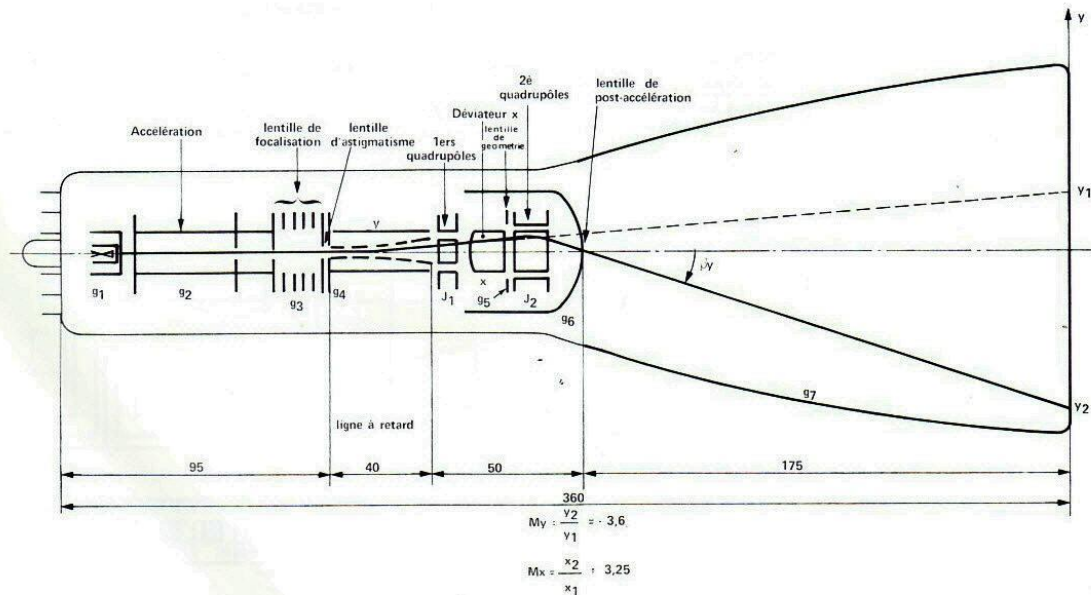 y
2é
quadrupôles
lentille de
post-accélération
Déviateur x
Accélération
lentille de
focalisation
lentille
d'astigmatisme
1ers
quadrupôles
lentille
de
géometrie
y1
y
x
g1
g2
g3
g4
J1
g5
J2
g6
g7
y2
ligne à retard
95
40
50
175
360
My : y2 / y1 = - 3,6
Mx = x2 / x1 : 3,25